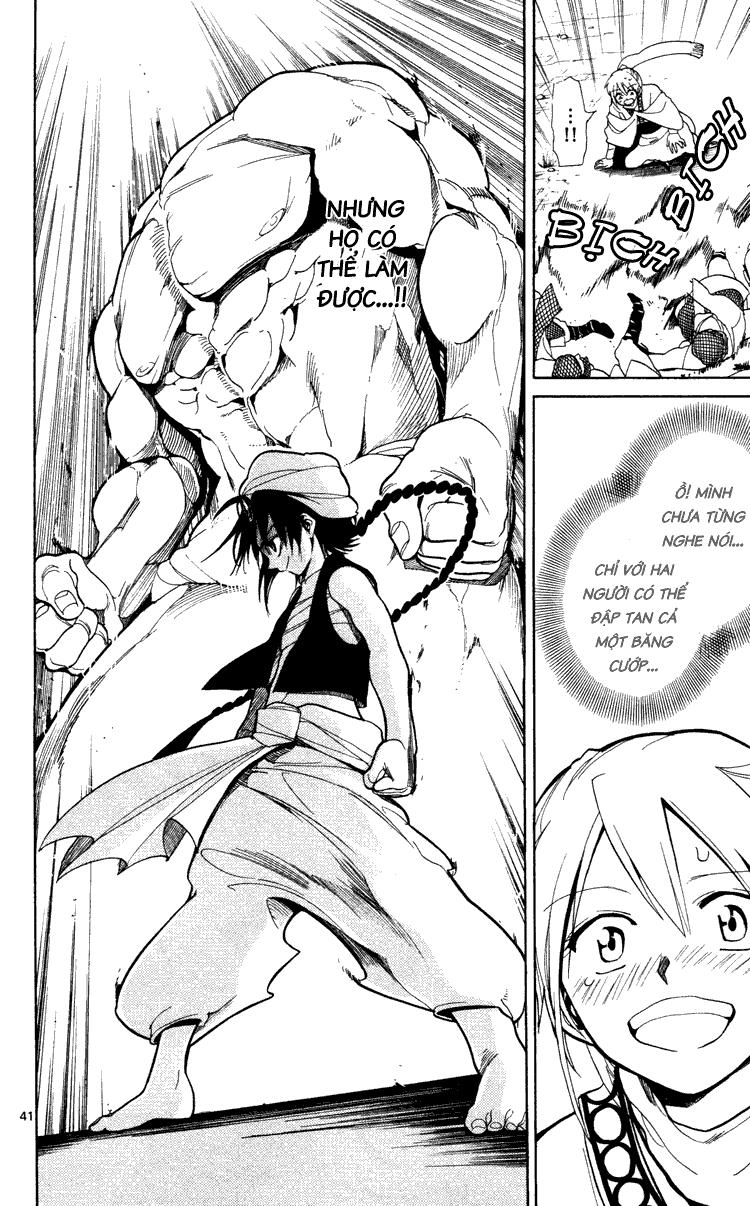 ....!!
BỊCH
BỊCH
Ồ! MÌNH
CHƯA TỪNG
NGHE NÓI...
CHỈ VỚI HAI
NGƯỜI CÓ THỂ
ĐẬP TAN CẢ
MỘT BĂNG
CƯỚP...
NHƯNG
HỌ CÓ
THỂ LÀM
ĐƯỢC...!!
41